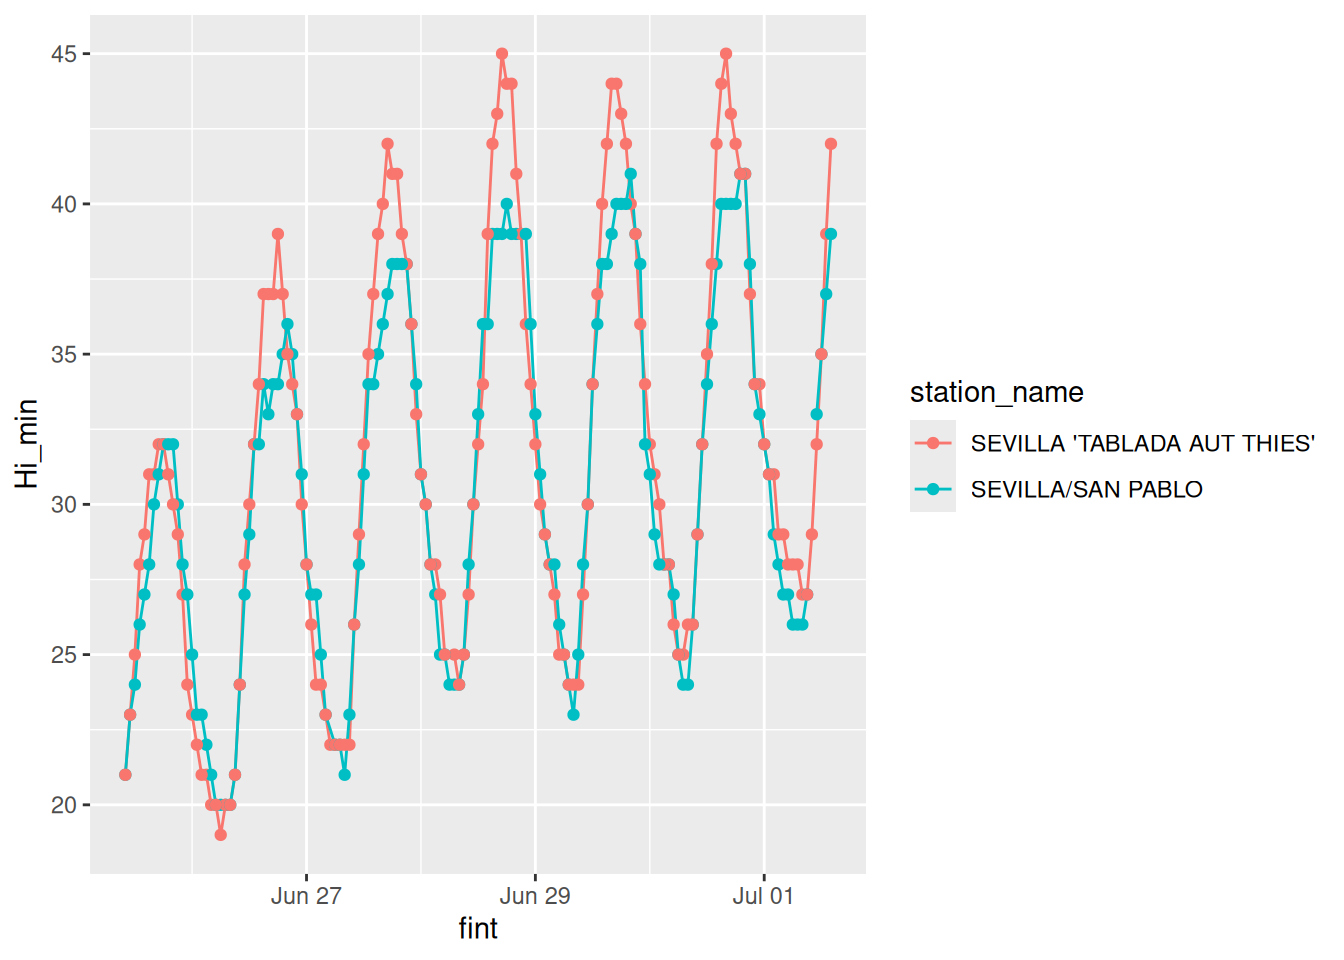 45
40
35
30
25
20
Hi_min
Jun 27
Jun 29
Jul 01
fint
station_name
SEVILLA 'TABLADA AUT THIES'
SEVILLA/SAN PABLO